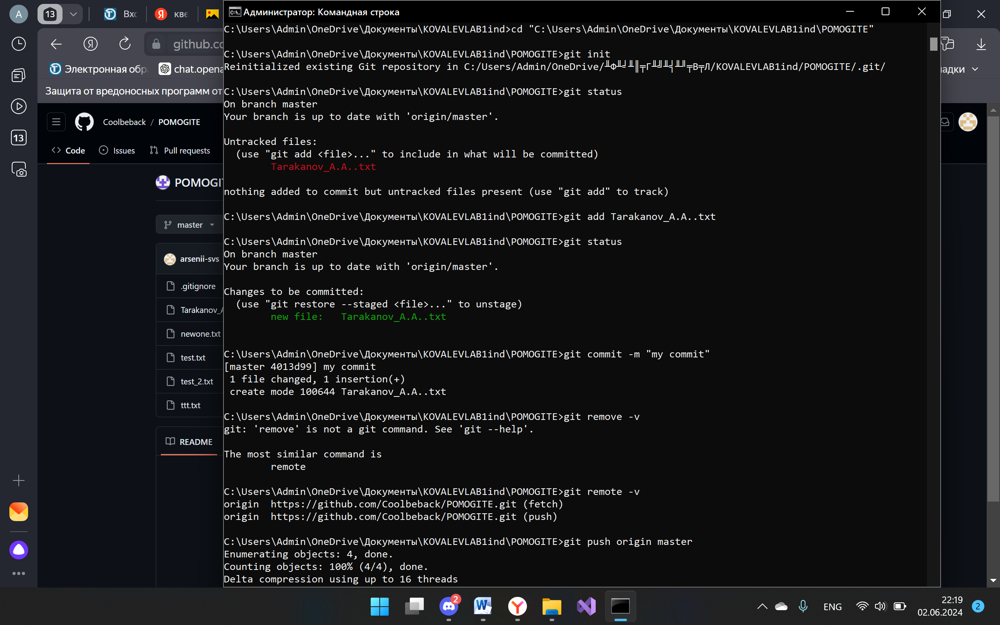 A
13
Вхо
кве
github.co
Электронная обра
chat.opena
ладки
Защита от вредоносных программ от
13
Coolbeback / POMOGITE
Code
Issues
Pull requests
POMOGIT
master
arsenii-svs
.gitignore
Tarakanov_A
newone.txt
test.txt
test_2.txt
ttt.txt
README
Администратор: Командная строка
C:\Users\Admin\OneDrive\Документы\KOVALEVLAB1ind>cd "C:\Users\Admin\OneDrive\Документы\KOVALEVLAB1ind\POMOGITE"
C:\Users\Admin\OneDrive\Документы\KOVALEVLAB1ind\POMOGITE>git init
Reinitialized existing Git repository in
C:\Users\Admin\OneDrive\Документы\KOVALEVLAB1ind\POMOGITE>git status
On branch master
Your branch is up to date with 'origin/master'.
Untracked files:
(use "git add <file>..." to include in what will be committed)
Tarakanov_A.A..txt
nothing added to commit but untracked files present (use "git add" to track)
C:\Users\Admin\OneDrive\Документы\KOVALEVLAB1ind\POMOGITE>git add Tarakanov_A.A..txt
C:\Users\Admin\OneDrive\Документы\KOVALEVLAB1ind\POMOGITE>git status
On branch master
Your branch is up to date with 'origin/master'.
Changes to be committed:
(use "git restore --staged <file>..." to unstage)
new file:   Tarakanov_A.A..txt
C:\Users\Admin\OneDrive\Документы\KOVALEVLAB1ind\POMOGITE>git commit -m "my commit"
[master 4013d99] my commit
1 file changed, 1 insertion(+)
create mode 100644 Tarakanov_A.A..txt
C:\Users\Admin\OneDrive\Документы\KOVALEVLAB1ind\POMOGITE>git remove -v
git: 'remove' is not a git command. See 'git --help'.
The most similar command is
remote
C:\Users\Admin\OneDrive\Документы\KOVALEVLAB1ind\POMOGITE>git remote -v
origin  https://github.com/Coolbeback/POMOGITE.git (fetch)
origin  https://github.com/Coolbeback/POMOGITE.git (push)
C:\Users\Admin\OneDrive\Документы\KOVALEVLAB1ind\POMOGITE>git push origin master
Enumerating objects: 4, done.
Counting objects: 100% (4/4), done.
Delta compression using up to 16 threads
2
ENG
22:19
02.06.2024
2